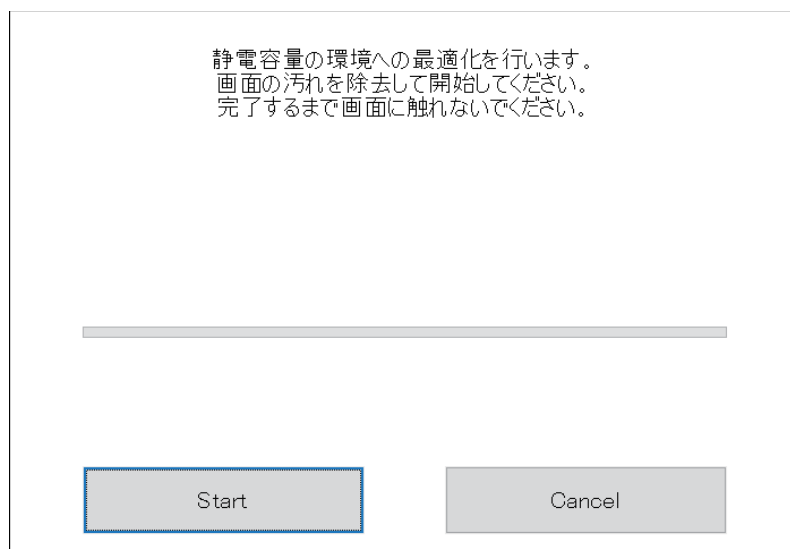 静電容量の環境への最適化を行います。
画面の汚れを除去して開始してください。
完了するまで画面に触れないでください。
Start
Cancel